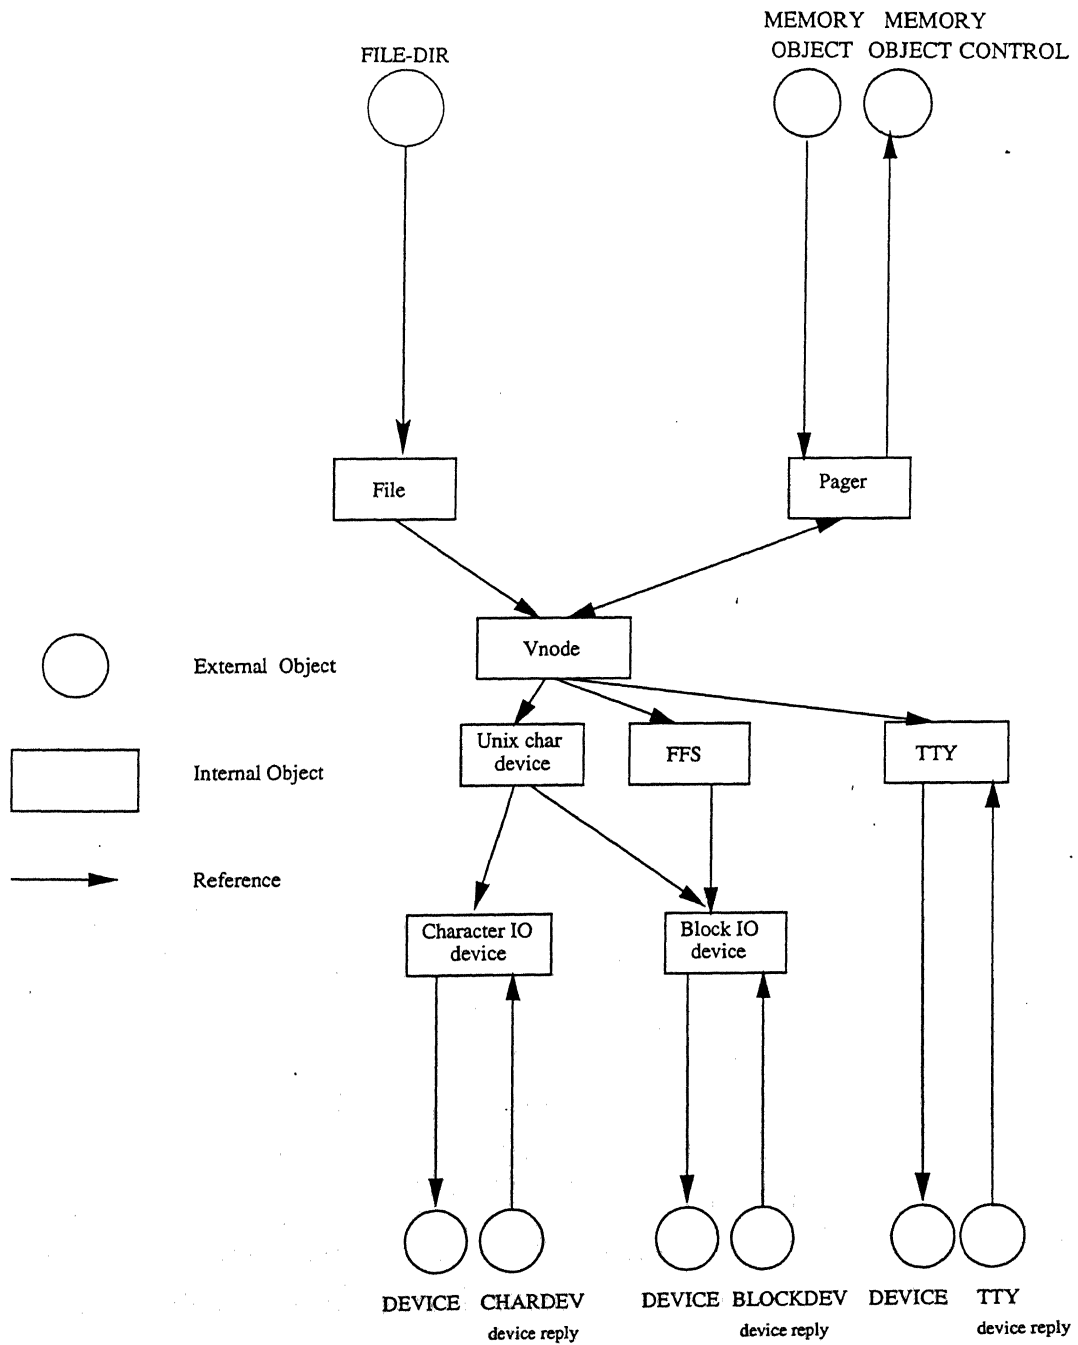 MEMORY MEMORY
OBJECT OBJECT CONTROL
FILE-DIR
File
Pager
Vnode
External Object
Unix char
device
FFS
TTY
Internal Object
Reference
Character IO
device
Block IO
device
DEVICE CHARDEV
device reply
DEVICE BLOCKDEV
device reply
DEVICE TTY
device reply